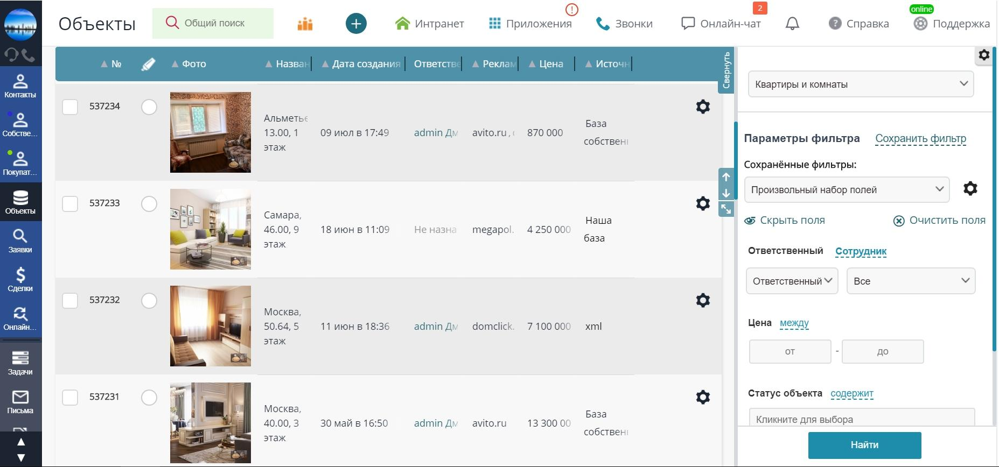 Объекты
Общий поиск
Интранет
Приложения
Звонки
Онлайн-чат
2
Справка
online
Поддержка
Контакты
Собстве...
Покупат...
Объекты
Заявки
Сделки
Онлайн...
Задачи
Письма
№
Фото
Назван
Дата создания
Ответстве
Реклам
Цена
Источн
Свернуть
537234
Альметье
13.00, 1
этаж
09 июл в 17:49
admin Дм
avito.ru , c
870 000
База
собственн
537233
Самара,
46.00, 9
этаж
18 июн в 11:09
Не назна
megapol.
4 250 000
Наша
база
537232
Москва,
50.64, 5
этаж
11 июн в 18:36
admin Дм
domclick.
7 100 000
xml
537231
Москва,
40.00, 3
этаж
30 май в 16:50
admin Дм
avito.ru
13 300 00
База
собственн
Квартиры и комнаты
Параметры фильтра
Сохранить фильтр
Сохранённые фильтры:
Произвольный набор полей
Скрыть поля
Очистить поля
Ответственный
Сотрудник
Ответственный
Все
Цена
между
от
-
до
Статус объекта
содержит
Кликните для выбора
Найти